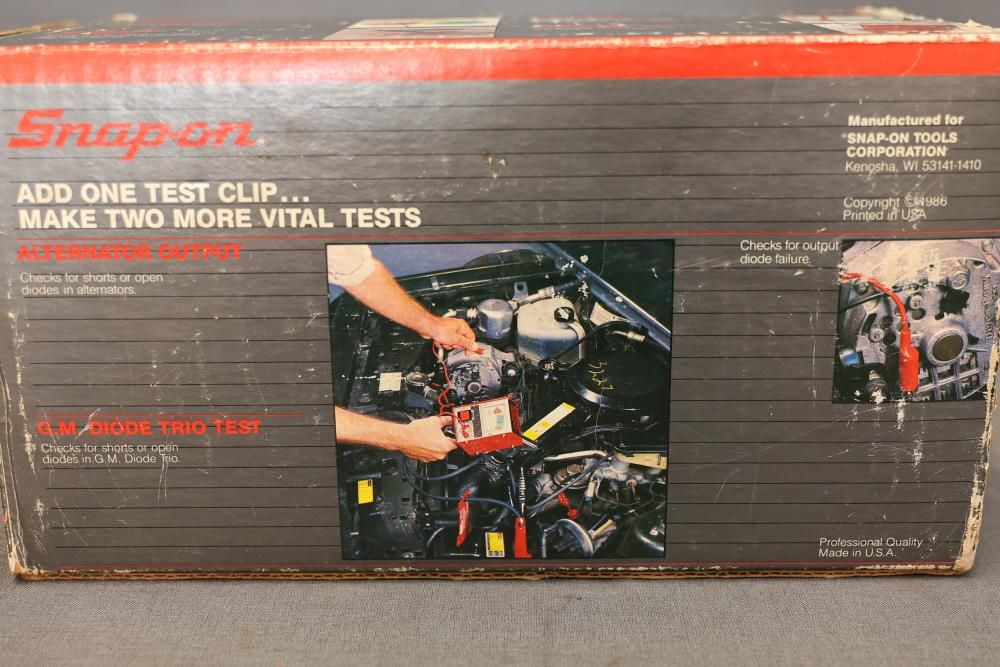 Snap-on®
ADD ONE TEST CLIP...
MAKE TWO MORE VITAL TESTS
ALTERNATOR OUTPUT
Checks for shorts or open
diodes in alternators.
G.M. DIODE TRIO TEST
Checks for shorts or open
diodes in G.M. Diode Trio.
Checks for output
diode failure.
Manufactured for
SNAP-ON TOOLS
CORPORATION
Kenosha, WI 53141-1410
Copyright ©1986
Printed in USA
Professional Quality
Made in U.S.A.